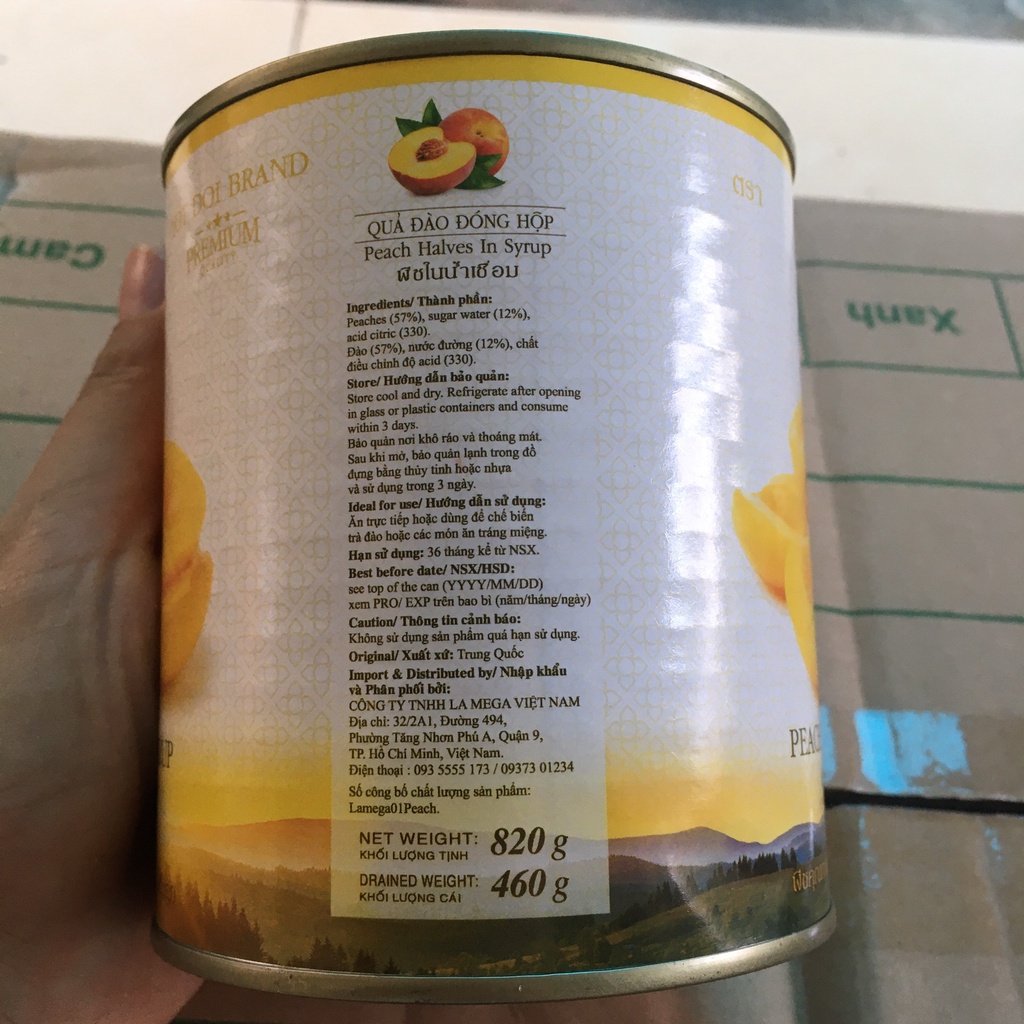 DOI BRAND
PREMIUM
QUẢ ĐÀO ĐÓNG HỘP
Peach Halves In Syrup
พีชในน้ำเชื่อม
Ingredients/ Thành phần:
Peaches (57%), sugar water (12%),
acid citric (330).
Đào (57%), nước đường (12%), chất
điều chỉnh độ acid (330).
Store/ Hướng dẫn bảo quản:
Store cool and dry. Refrigerate after opening
in glass or plastic containers and consume
within 3 days.
Bảo quản nơi khô ráo và thoáng mát.
Sau khi mở, bảo quản lạnh trong đồ
đựng bằng thủy tinh hoặc nhựa
và sử dụng trong 3 ngày.
Ideal for use/ Hướng dẫn sử dụng:
Ăn trực tiếp hoặc dùng để chế biến
trà đào hoặc các món ăn tráng miệng.
Hạn sử dụng: 36 tháng kể từ NSX.
Best before date/ NSX/HSD:
see top of the can (YYYY/MM/DD)
xem PRO/ EXP trên bao bì (năm/tháng/ngày)
Caution/ Thông tin cảnh báo:
Không sử dụng sản phẩm quá hạn sử dụng.
Original/ Xuất xứ: Trung Quốc
Import & Distributed by/ Nhập khẩu
và Phân phối bởi:
CÔNG TY TNHH LA MEGA VIỆT NAM
Địa chỉ: 32/2A1, Đường 494,
Phường Tăng Nhơn Phú A, Quận 9,
TP. Hồ Chí Minh, Việt Nam.
Điện thoại : 093 5555 173 / 09373 01234
Số công bố chất lượng sản phẩm:
Lamega01Peach.
NET WEIGHT: 820 g
KHỐI LƯỢNG TỊNH
DRAINED WEIGHT: 460 g
KHỐI LƯỢNG CÁI
ตรา
Cam
Xanh